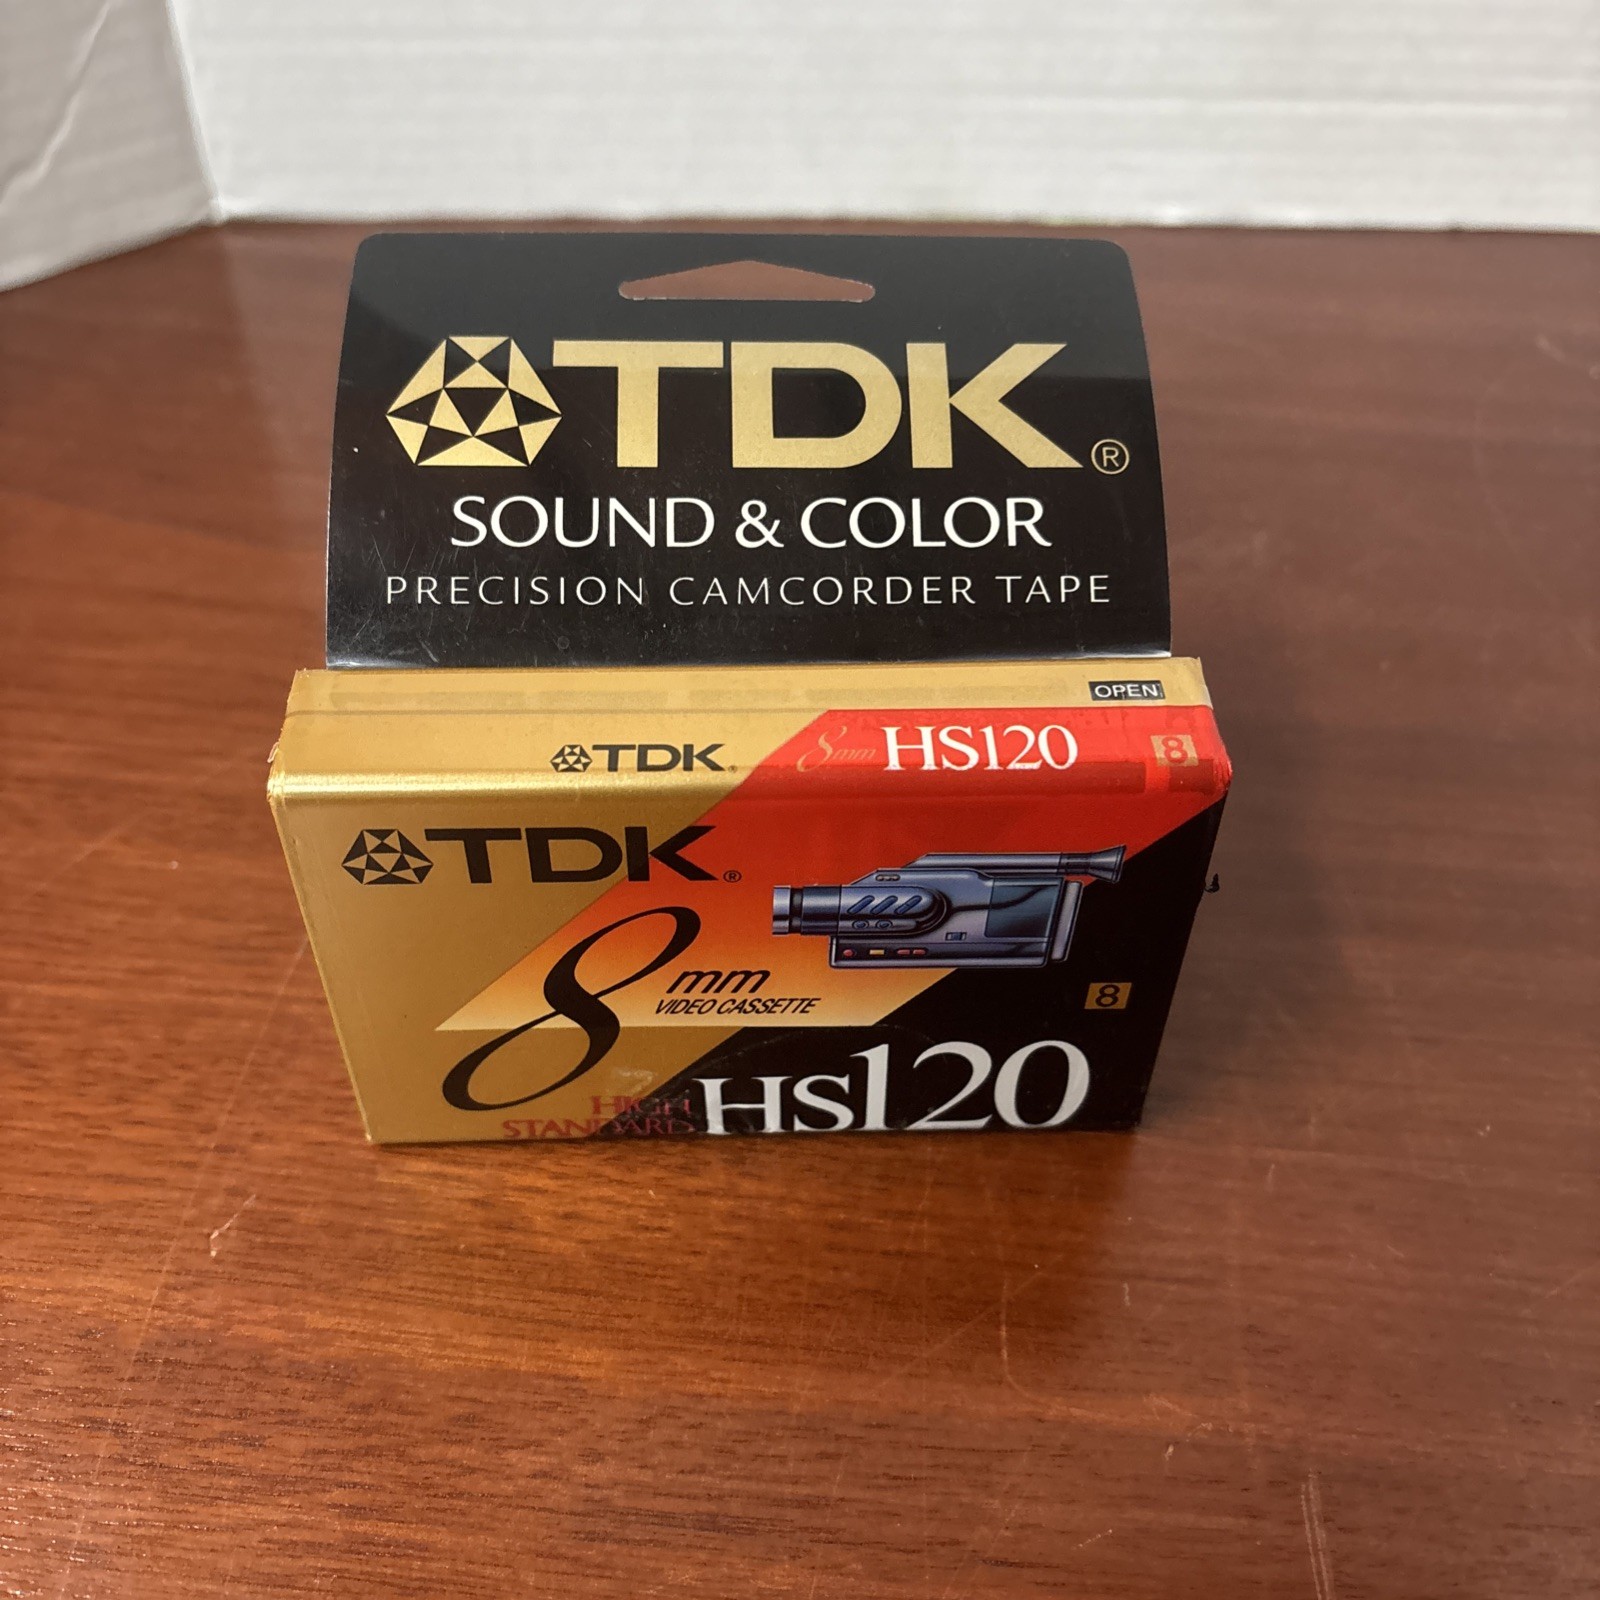 TDK®
SOUND & COLOR
PRECISION CAMCORDER TAPE
OPEN
TDK® 8mm HS120 8
TDK®
8mm
VIDEO CASSETTE
8
HIGH
STANDARD HS120